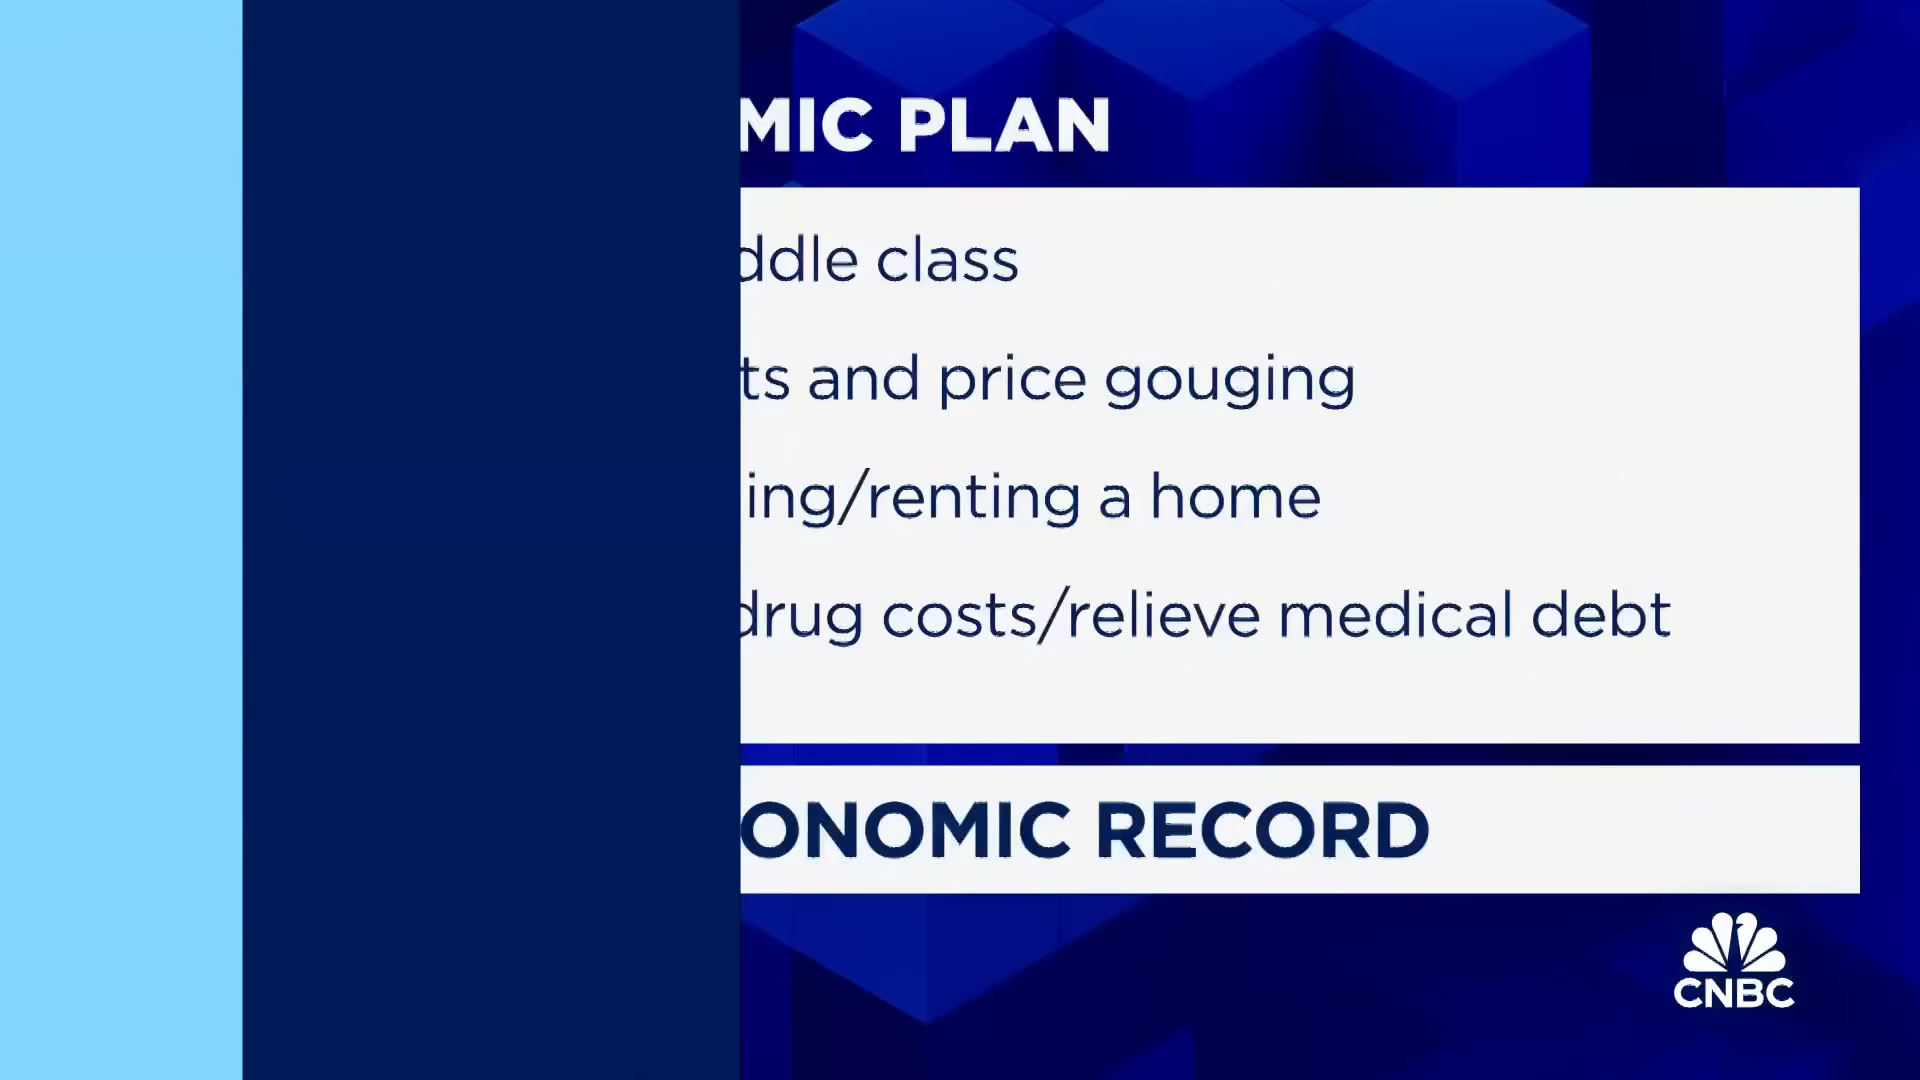 MIC PLAN
ddle class
ts and price gouging
ing/renting a home
drug costs/relieve medical debt
ONOMIC RECORD
CNBC